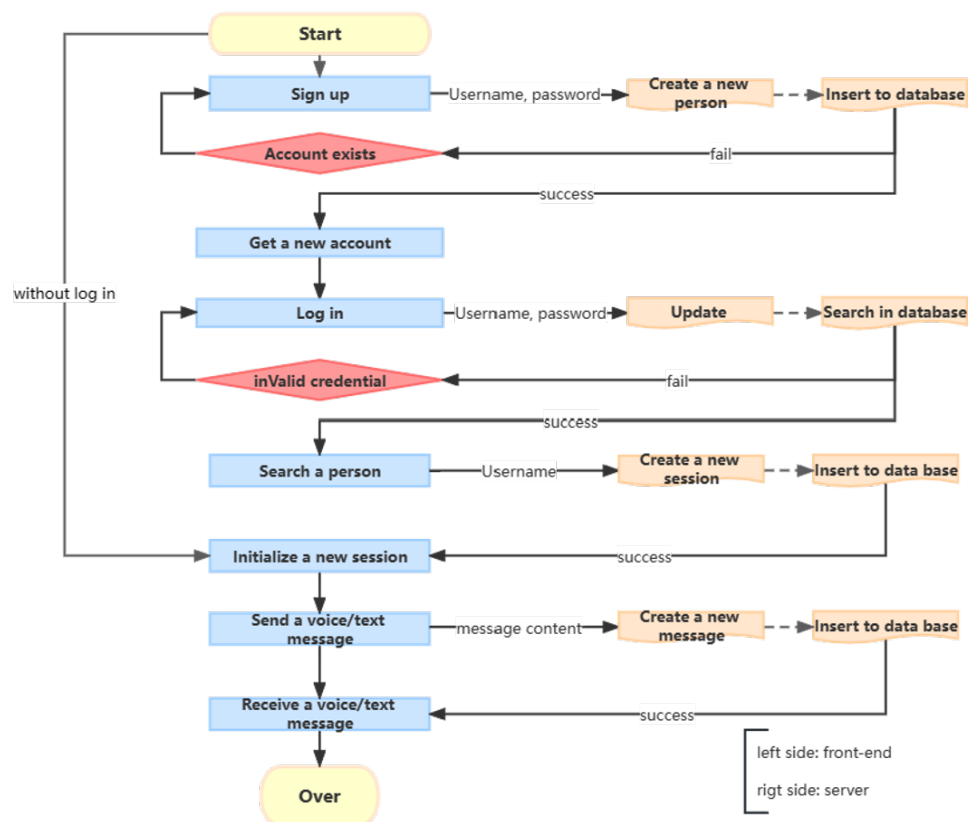 Start
Sign up
Username, password
Create a new
person
Insert to database
Account exists
fail
success
Get a new account
without log in
Log in
Username, password
Update
Search in database
inValid credential
fail
success
Search a person
Username
Create a new
session
Insert to data base
Initialize a new session
success
Send a voice/text
message
message content
Create a new
message
Insert to data base
Receive a voice/text
message
success
left side: front-end
rigt side: server
Over